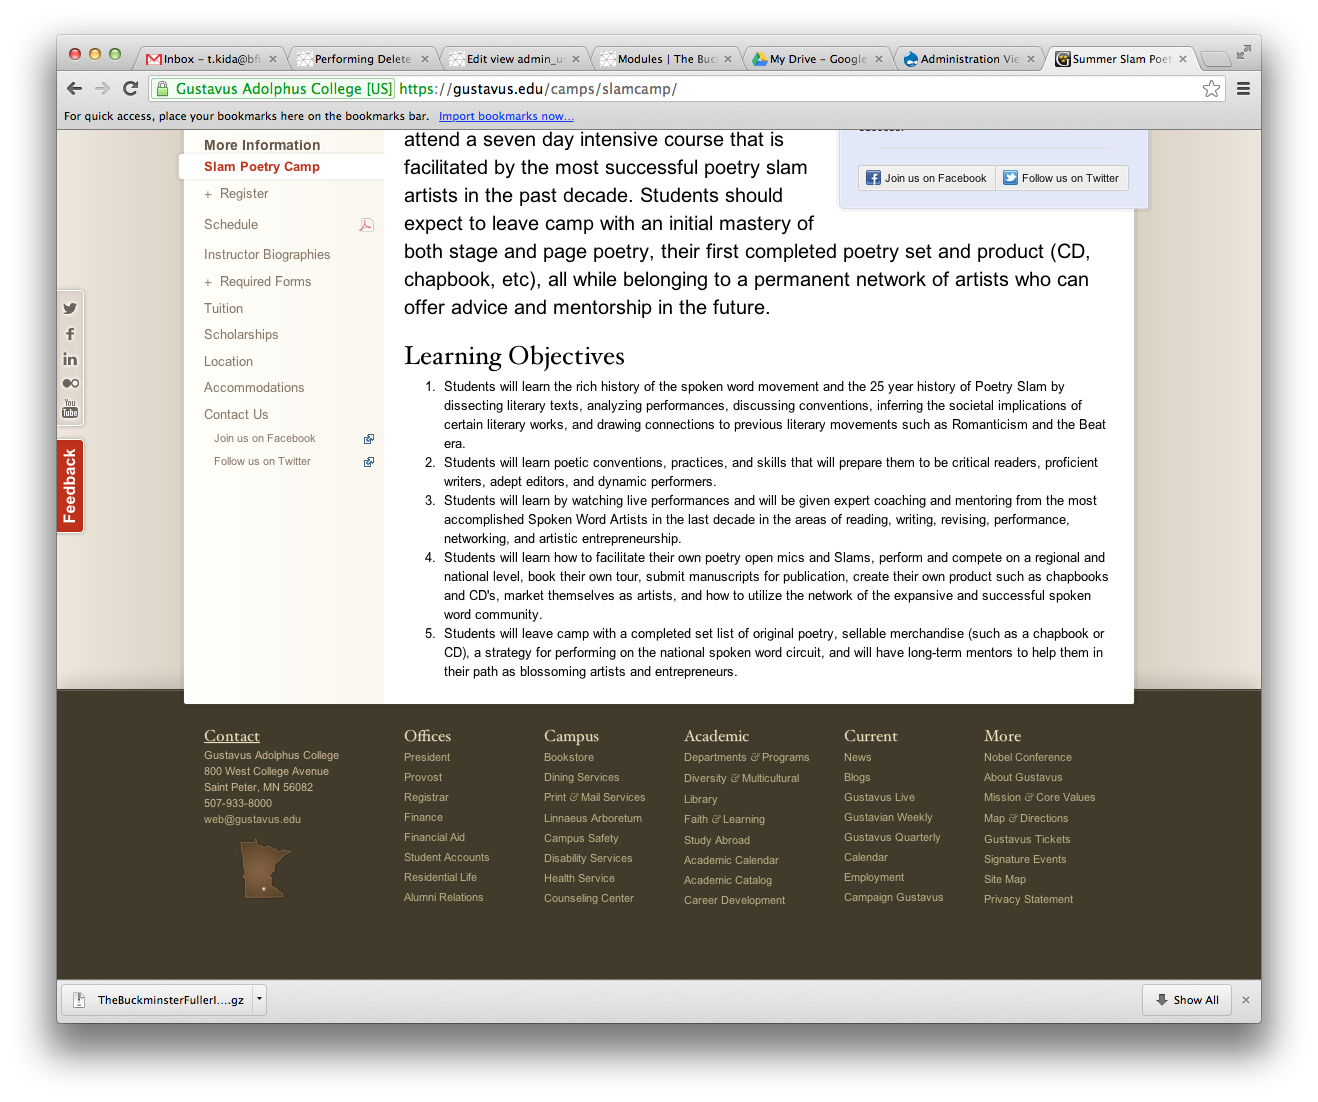 Inbox – t.kida@bfi
Performing Delete
Edit view admin_u
Modules | The Buc
My Drive – Google
Administration Vie
Summer Slam Poet
Gustavus Adolphus College [US] https://gustavus.edu/camps/slamcamp/
For quick access, place your bookmarks here on the bookmarks bar. Import bookmarks now...
More Information
Slam Poetry Camp
+ Register
Schedule
Instructor Biographies
+ Required Forms
Tuition
Scholarships
Location
Accommodations
Contact Us
Join us on Facebook
Follow us on Twitter
You
Tube
Feedback
attend a seven day intensive course that is
facilitated by the most successful poetry slam
artists in the past decade. Students should
expect to leave camp with an initial mastery of
both stage and page poetry, their first completed poetry set and product (CD,
chapbook, etc), all while belonging to a permanent network of artists who can
offer advice and mentorship in the future.
Join us on Facebook
Follow us on Twitter
Learning Objectives
1. Students will learn the rich history of the spoken word movement and the 25 year history of Poetry Slam by
dissecting literary texts, analyzing performances, discussing conventions, inferring the societal implications of
certain literary works, and drawing connections to previous literary movements such as Romanticism and the Beat
era.
2. Students will learn poetic conventions, practices, and skills that will prepare them to be critical readers, proficient
writers, adept editors, and dynamic performers.
3. Students will learn by watching live performances and will be given expert coaching and mentoring from the most
accomplished Spoken Word Artists in the last decade in the areas of reading, writing, revising, performance,
networking, and artistic entrepreneurship.
4. Students will learn how to facilitate their own poetry open mics and Slams, perform and compete on a regional and
national level, book their own tour, submit manuscripts for publication, create their own product such as chapbooks
and CD's, market themselves as artists, and how to utilize the network of the expansive and successful spoken
word community.
5. Students will leave camp with a completed set list of original poetry, sellable merchandise (such as a chapbook or
CD), a strategy for performing on the national spoken word circuit, and will have long-term mentors to help them in
their path as blossoming artists and entrepreneurs.
Contact
Gustavus Adolphus College
800 West College Avenue
Saint Peter, MN 56082
507-933-8000
web@gustavus.edu
Offices
President
Provost
Registrar
Finance
Financial Aid
Student Accounts
Residential Life
Alumni Relations
Campus
Bookstore
Dining Services
Print & Mail Services
Linnaeus Arboretum
Campus Safety
Disability Services
Health Service
Counseling Center
Academic
Departments & Programs
Diversity & Multicultural
Library
Faith & Learning
Study Abroad
Academic Calendar
Academic Catalog
Career Development
Current
News
Blogs
Gustavus Live
Gustavian Weekly
Gustavus Quarterly
Calendar
Employment
Campaign Gustavus
More
Nobel Conference
About Gustavus
Mission & Core Values
Map & Directions
Gustavus Tickets
Signature Events
Site Map
Privacy Statement
TheBuckminsterFullerI....gz
Show All